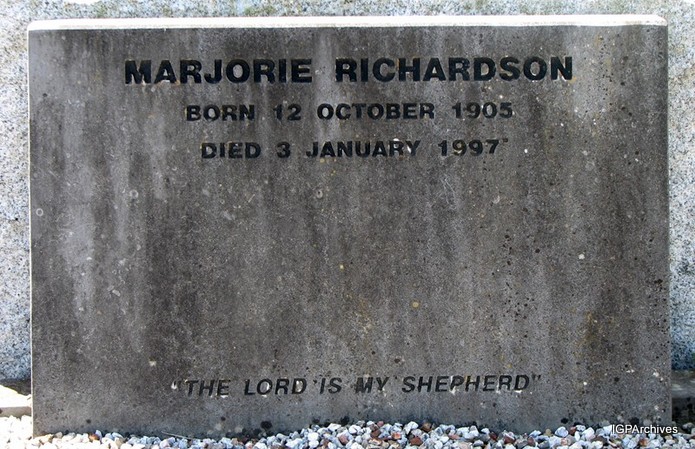 MARJORIE RICHARDSON
BORN 12 OCTOBER 1905
DIED 3 JANUARY 1997
"THE LORD IS MY SHEPHERD"
IGPArchives